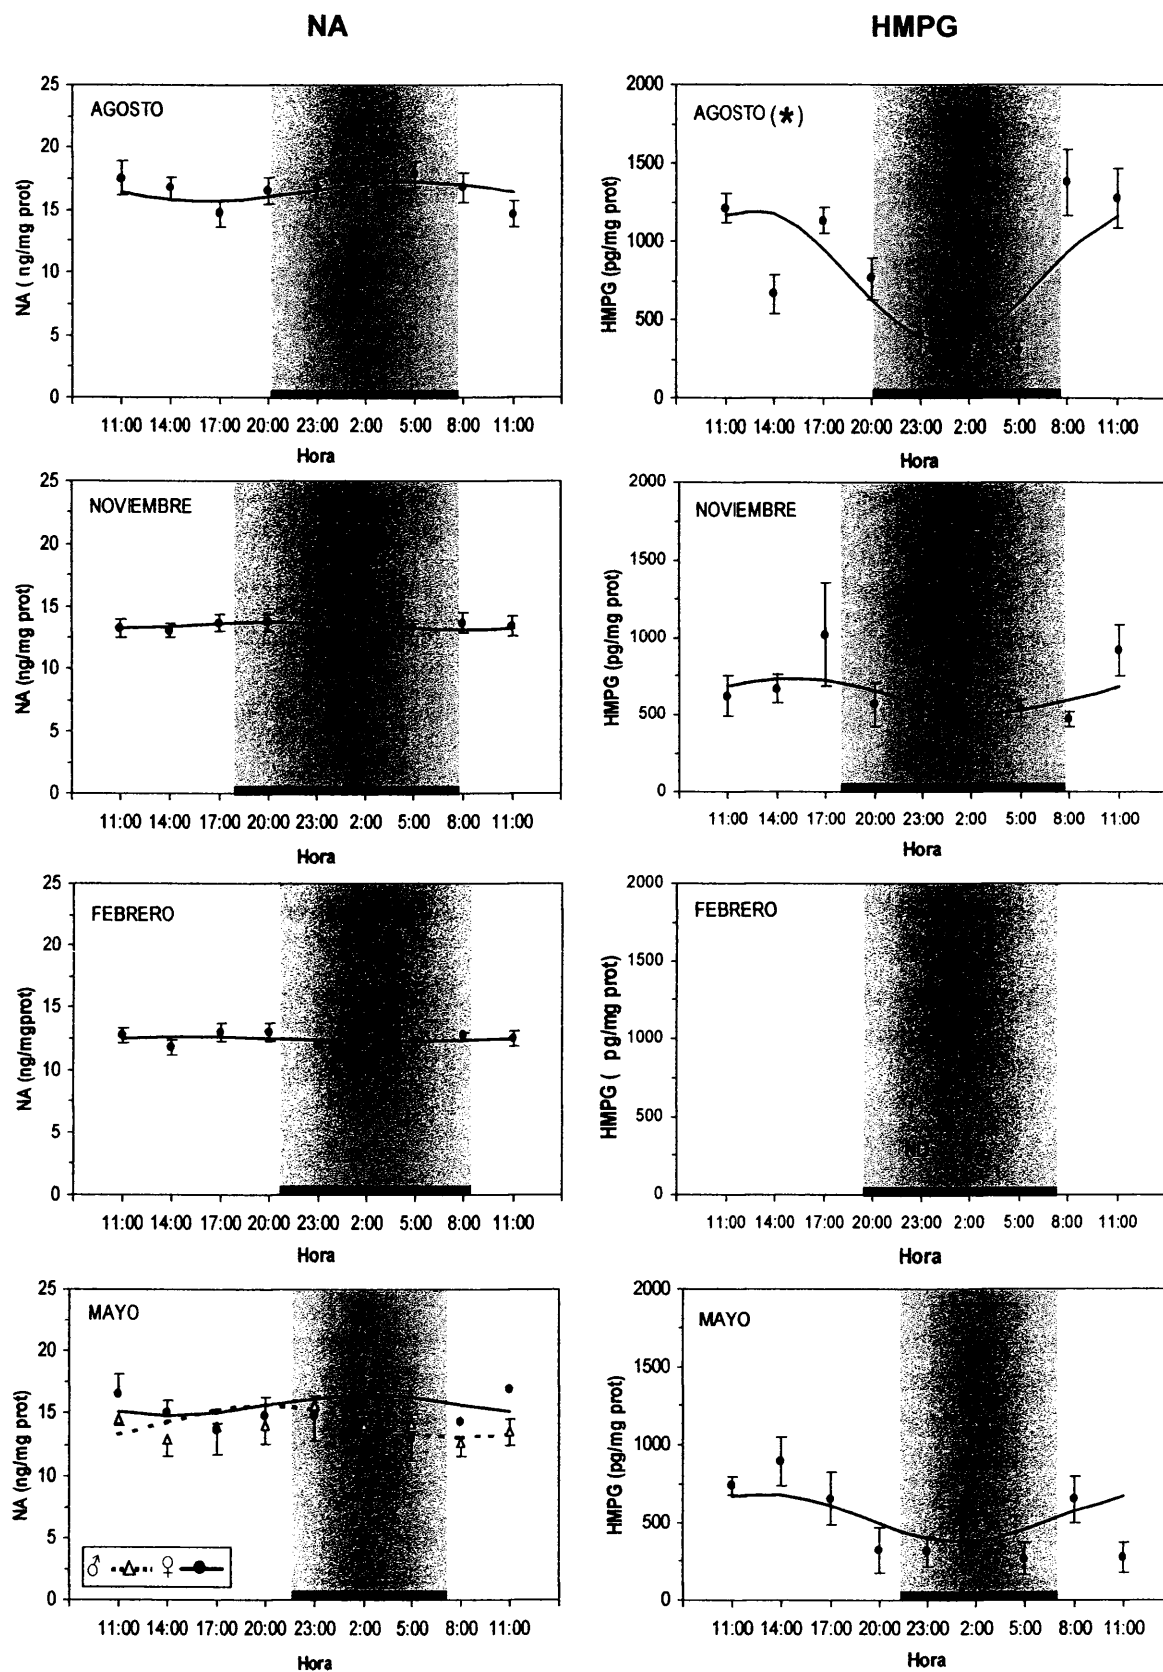 NA
HMPG
25
20
15
10
5
0
NA ( ng/mg prot)
AGOSTO
11:00 14:00 17:00 20:00 23:00 2:00 5:00 8:00 11:00
Hora
2000
1500
1000
500
0
HMPG (pg/mg prot)
AGOSTO (*)
11:00 14:00 17:00 20:00 23:00 2:00 5:00 8:00 11:00
Hora
25
20
15
10
5
0
NA (ng/mg prot)
NOVIEMBRE
11:00 14:00 17:00 20:00 23:00 2:00 5:00 8:00 11:00
Hora
2000
1500
1000
500
0
HMPG (pg/mg prot)
NOVIEMBRE
11:00 14:00 17:00 20:00 23:00 2:00 5:00 8:00 11:00
Hora
25
20
15
10
5
0
NA (ng/mgprot)
FEBRERO
11:00 14:00 17:00 20:00 23:00 2:00 5:00 8:00 11:00
Hora
2000
1500
1000
500
0
HMPG ( pg/mg prot)
FEBRERO
ND
11:00 14:00 17:00 20:00 23:00 2:00 5:00 8:00 11:00
Hora
25
20
15
10
5
0
NA (ng/mg prot)
MAYO
♂ ♀
11:00 14:00 17:00 20:00 23:00 2:00 5:00 8:00 11:00
Hora
2000
1500
1000
500
0
HMPG (pg/mg prot)
MAYO
11:00 14:00 17:00 20:00 23:00 2:00 5:00 8:00 11:00
Hora